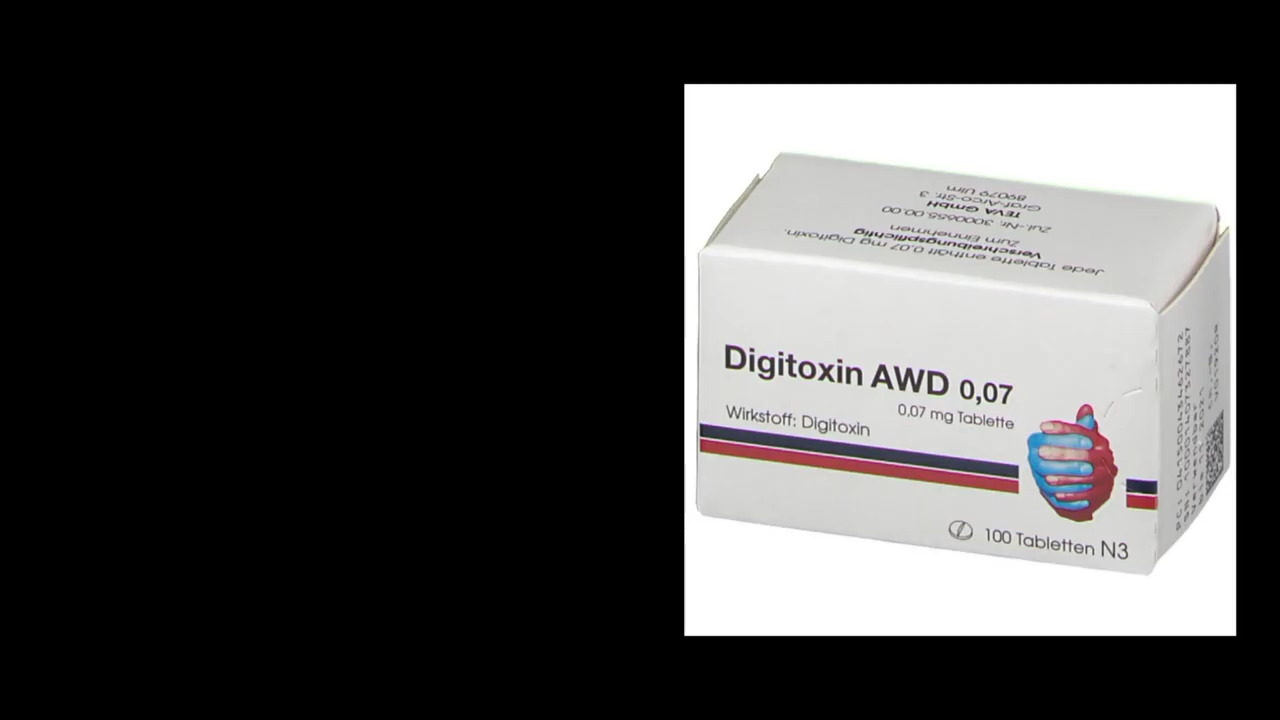 Jede Tablette enthält 0,07 mg Digitoxin.
Zum Einnehmen
Verschreibungspflichtig
Zul.-Nr. 3000655.00.00
TEVA GmbH
Graf-Arco-Str. 3
89079 Ulm
Digitoxin AWD 0,07
0,07 mg Tablette
Wirkstoff: Digitoxin
100 Tabletten N3